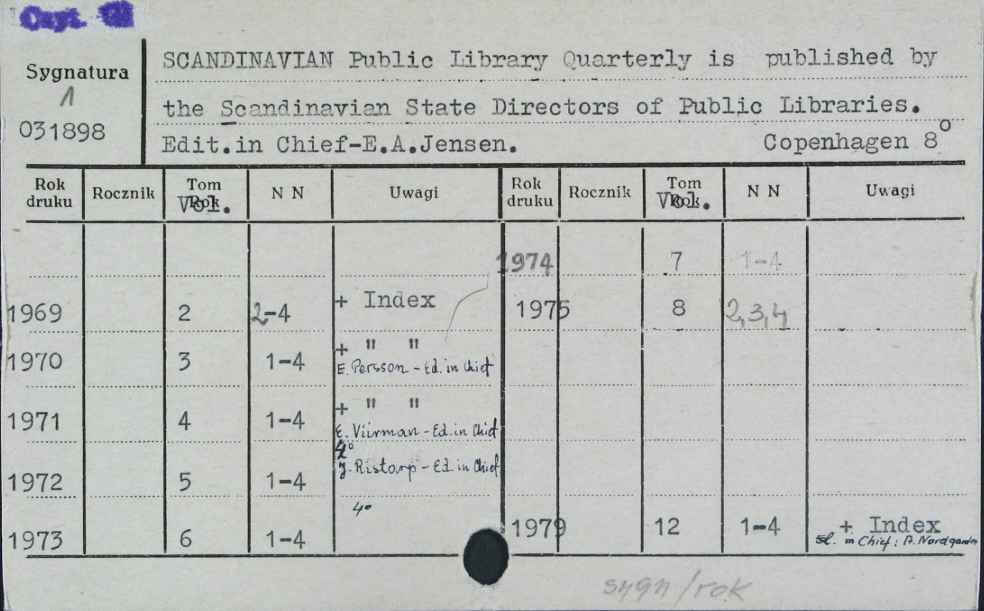 Czyt.
Sygnatura
1
031898
SCANDINAVIAN Public Library Quarterly is published by
the Scandinavian State Directors of Public Libraries.
Edit.in Chief-E.A.Jensen. Copenhagen 8°
Rok druku Rocznik Tom Vol. N N Uwagi Rok druku Rocznik Tom Vol. N N Uwagi
1974 7 1-4
1969 2 2-4 + Index 1975 8 2,3,4
1970 3 1-4 + " "
E. Persson - Ed. in Chief
1971 4 1-4 + " "
E. Viirman - Ed. in Chief
4°
1972 5 1-4 J. Ristarp - Ed. in Chief
4°
1973 6 1-4 1979 12 1-4 + Index
in Chief: A. Nordgarden
sygn/rok